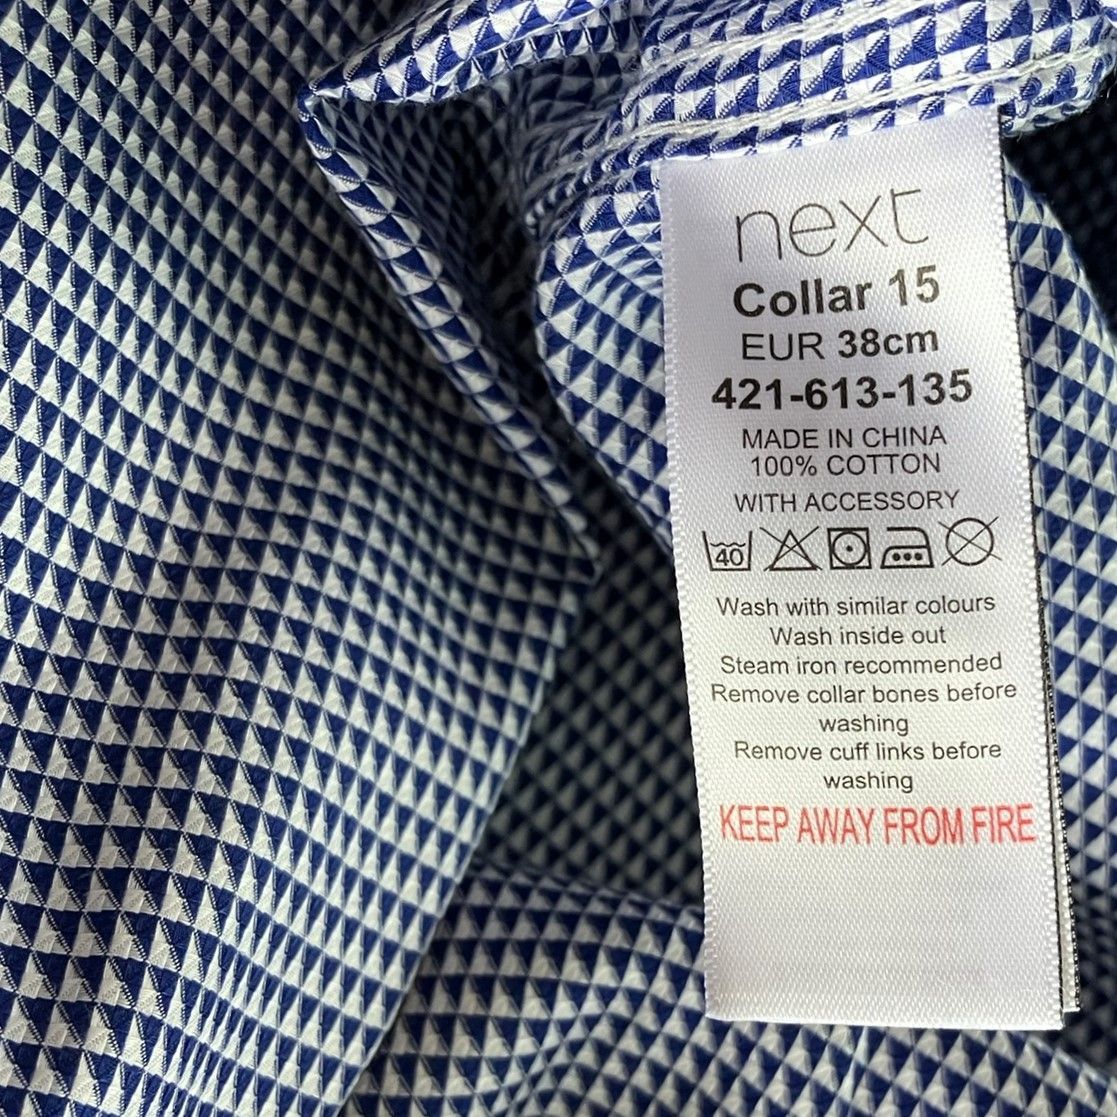 next
Collar 15
EUR 38cm
421-613-135
MADE IN CHINA
100% COTTON
WITH ACCESSORY
40
Wash with similar colours
Wash inside out
Steam iron recommended
Remove collar bones before
washing
Remove cuff links before
washing
KEEP AWAY FROM FIRE